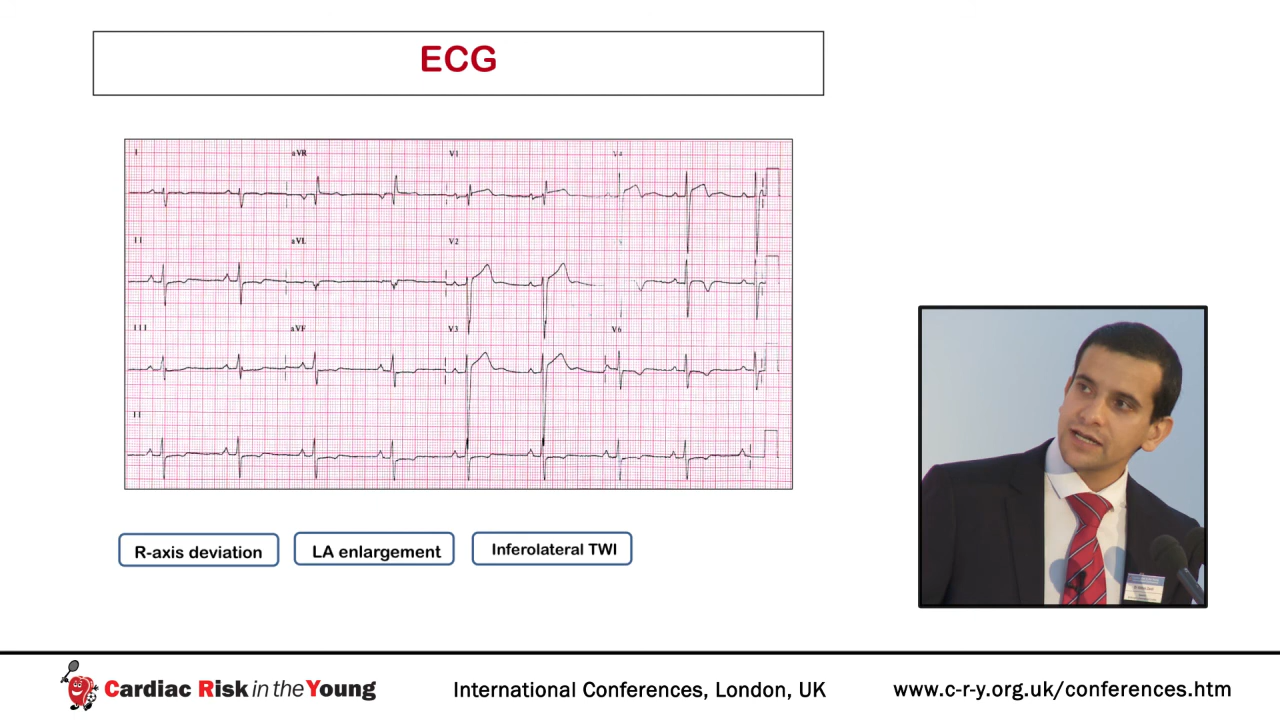 ECG
I aVR V1 V4
II aVL V2
III aVF V3 V6
II
R-axis deviation LA enlargement Inferolateral TWI
Cardiac Risk in the Young International Conferences, London, UK www.c-r-y.org.uk/conferences.htm